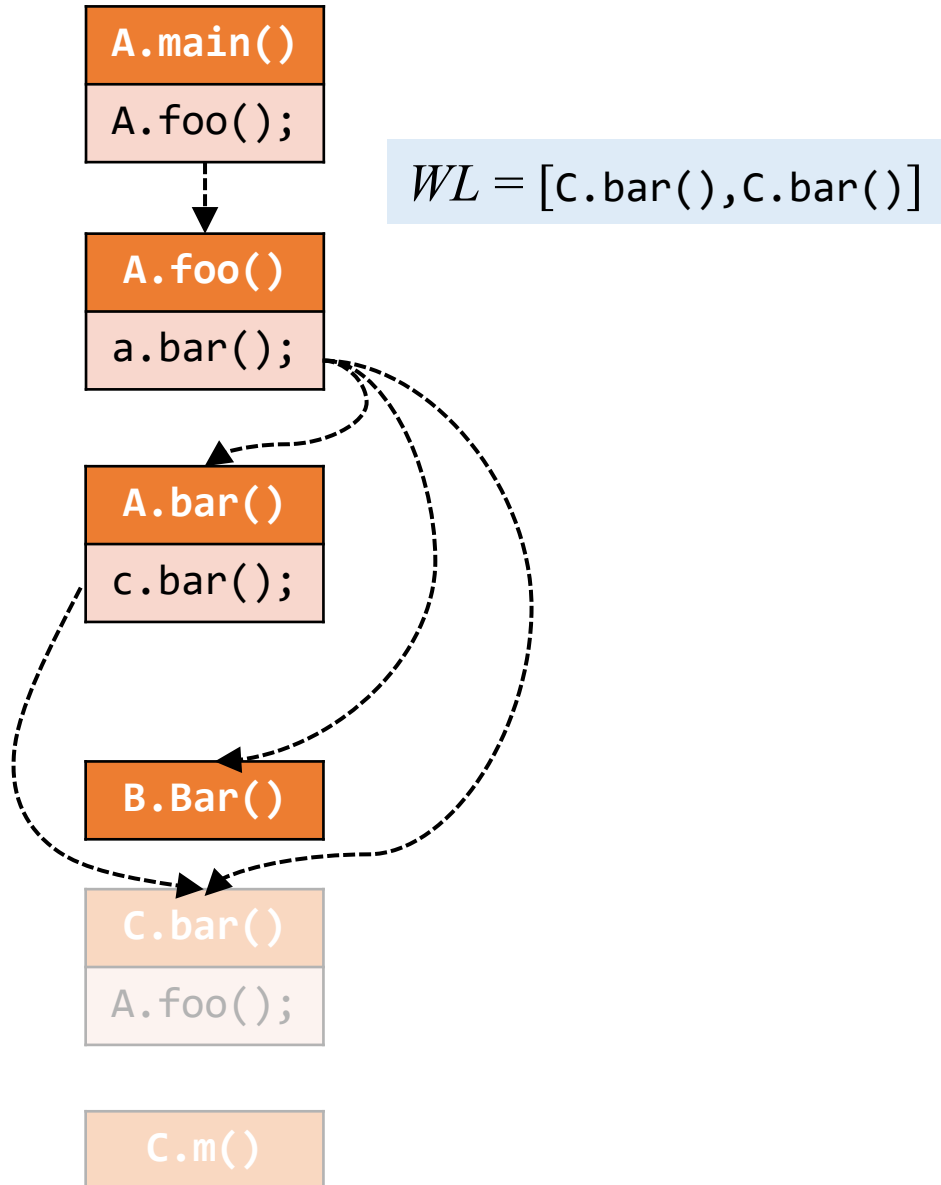 A.main()
A.foo();
WL = [C.bar(),C.bar()]
A.foo()
a.bar();
A.bar()
c.bar();
B.Bar()
C.bar()
A.foo();
C.m()